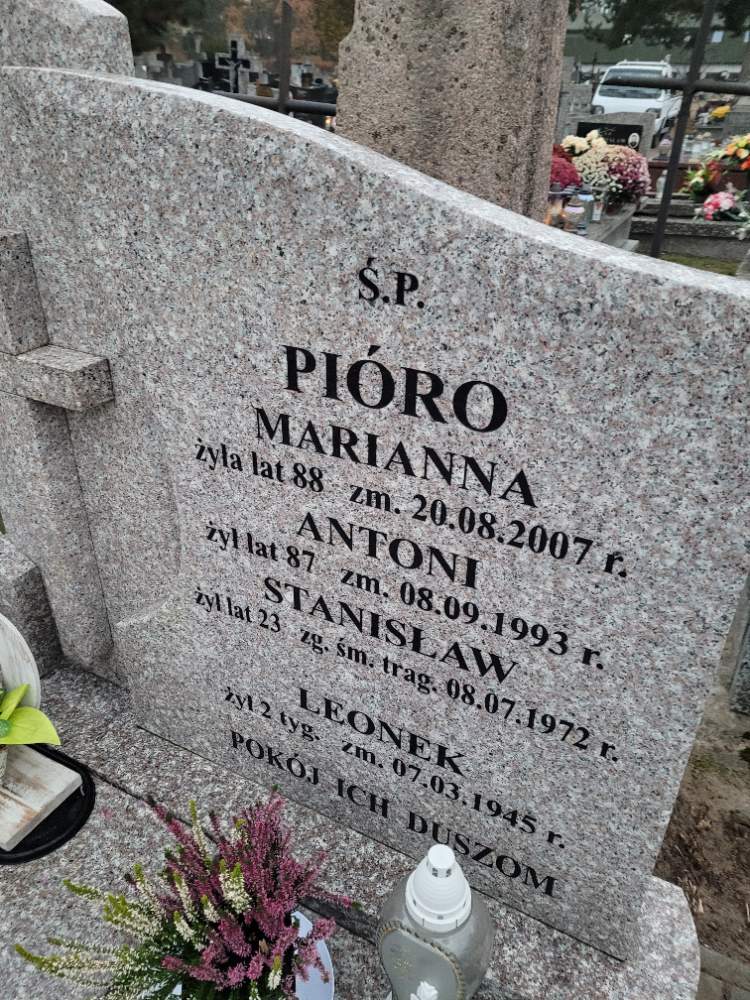 Ś.P.
PIÓRO
MARIANNA
żyła lat 88 zm. 20.08.2007 r.
ANTONI
żył lat 87 zm. 08.09.1993 r.
STANISŁAW
żył lat 23 zg. śm. trag. 08.07.1972 r.
LEONEK
żył 2 tyg. zm. 07.03.1945 r.
POKÓJ ICH DUSZOM